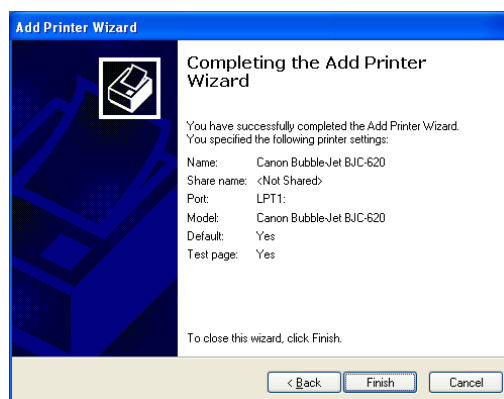 Add Printer Wizard
Completing the Add Printer
Wizard
You have successfully completed the Add Printer Wizard.
You specified the following printer settings:
Name: Canon Bubble-Jet BJC-620
Share name: <Not Shared>
Port: LPT1:
Model: Canon Bubble-Jet BJC-620
Default: Yes
Test page: Yes
To close this wizard, click Finish.
< Back Finish Cancel